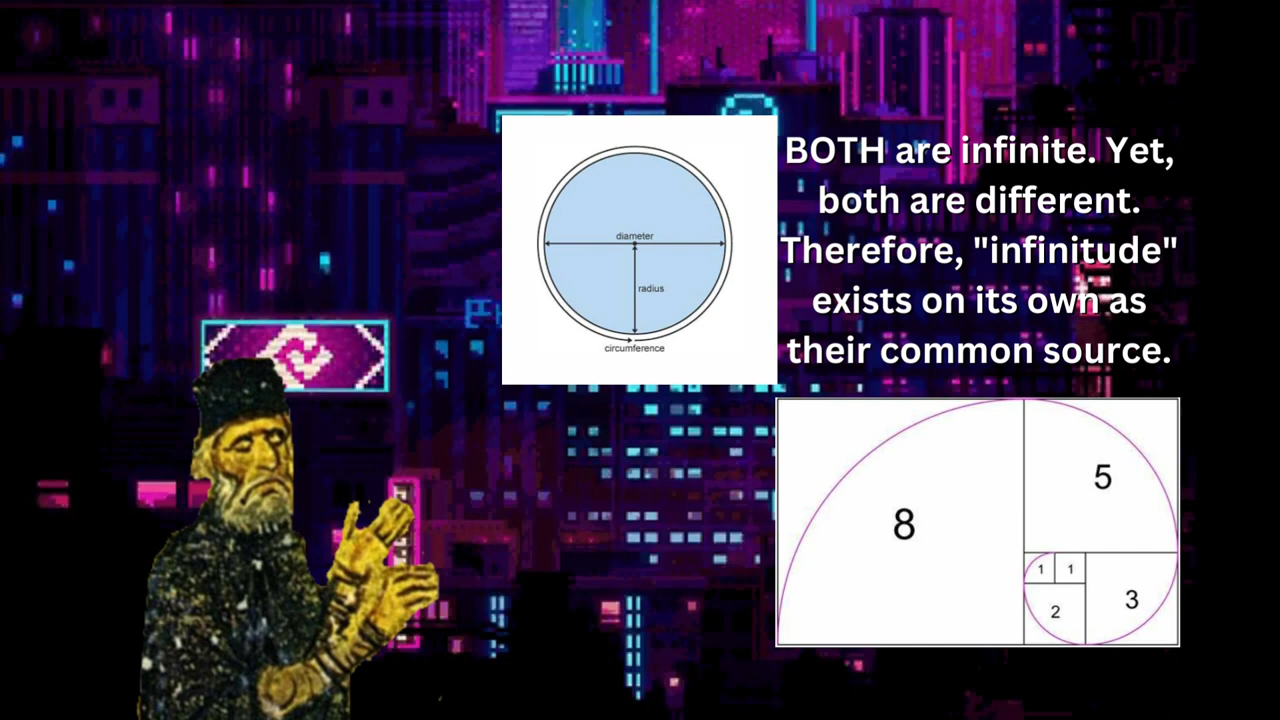 BOTH are infinite. Yet,
both are different.
Therefore, "infinitude"
exists on its own as
their common source.
diameter
radius
circumference
8
5
1 1
2
3